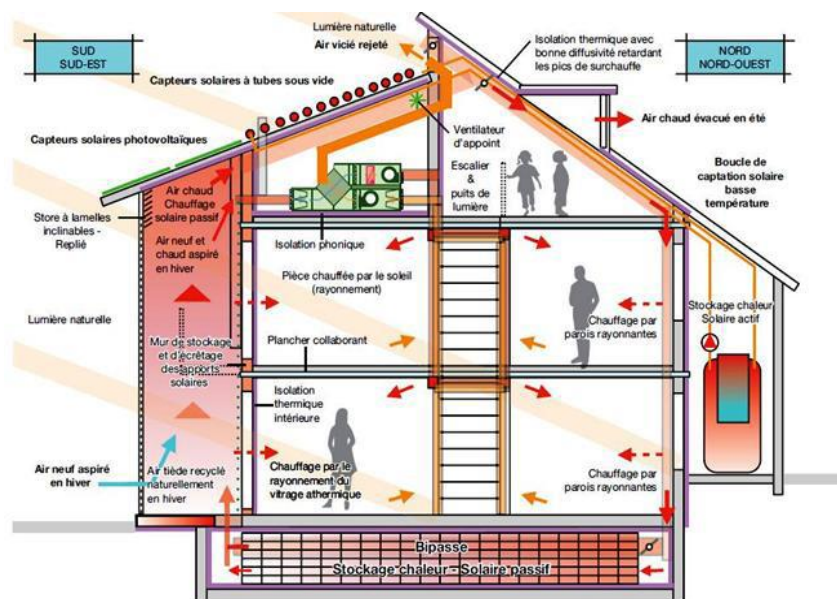 Lumière naturelle
Air vicié rejeté
SUD
SUD-EST
Capteurs solaires à tubes sous vide
Isolation thermique avec
bonne diffusivité retardant
les pics de surchauffe
NORD
NORD-OUEST
Capteurs solaires photovoltaïques
Ventilateur
d'appoint
Air chaud évacué en été
Escalier
&
puits de
lumière
Boucle de
captation solaire
basse
température
Air chaud
Chauffage
solaire passif
Store à lamelles
inclinables -
Replié
Air neuf et
chaud aspiré
en hiver
Isolation phonique
Pièce chauffée par le soleil
(rayonnement)
Lumière naturelle
Stockage chaleur
Solaire actif
Chauffage par
parois rayonnantes
Mur de stockage
et d'écrêtage
des apports
solaires
Plancher collaborant
Isolation
thermique
intérieure
Air neuf aspiré
en hiver
Air tiède recyclé
naturellement
en hiver
Chauffage par le
rayonnement du
vitrage athermique
Chauffage par
parois rayonnantes
Bipasse
Stockage chaleur - Solaire passif